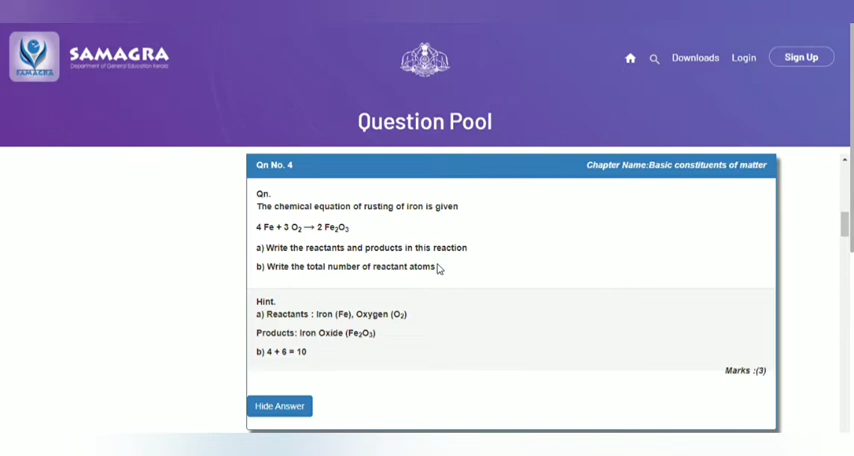 SAMAGRA
Department of General Education Kerala
SAMAGRA
Downloads
Login
Sign Up
Question Pool
Qn No. 4
Chapter Name:Basic constituents of matter
Qn.
The chemical equation of rusting of iron is given
4 Fe + 3 O₂ → 2 Fe₂O₃
a) Write the reactants and products in this reaction
b) Write the total number of reactant atoms
Hint.
a) Reactants : Iron (Fe), Oxygen (O₂)
Products: Iron Oxide (Fe₂O₃)
b) 4 + 6 = 10
Marks :(3)
Hide Answer